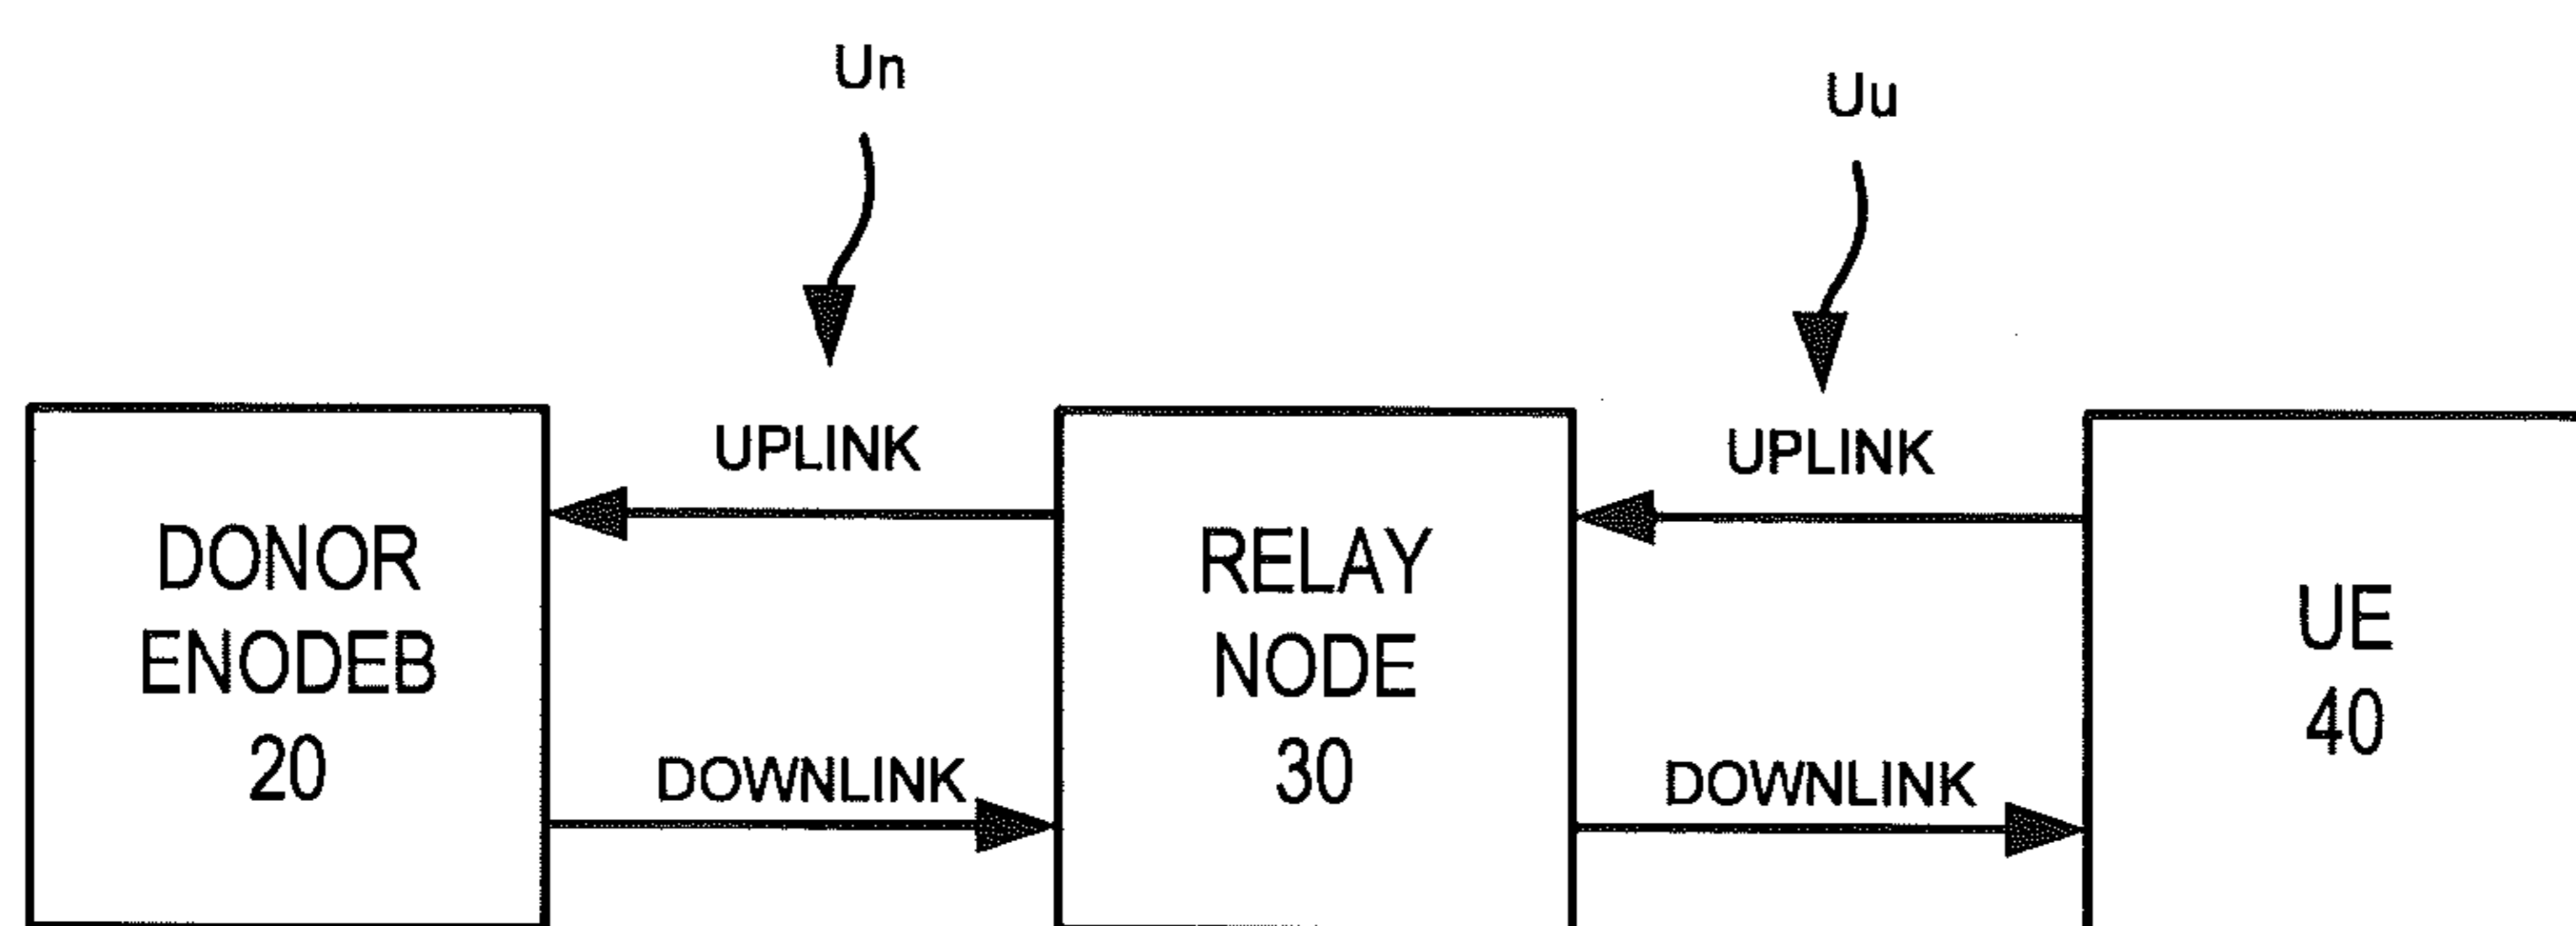 Un
Uu
UPLINK
UPLINK
DONOR
ENODEB
20
RELAY
NODE
30
UE
40
DOWNLINK
DOWNLINK